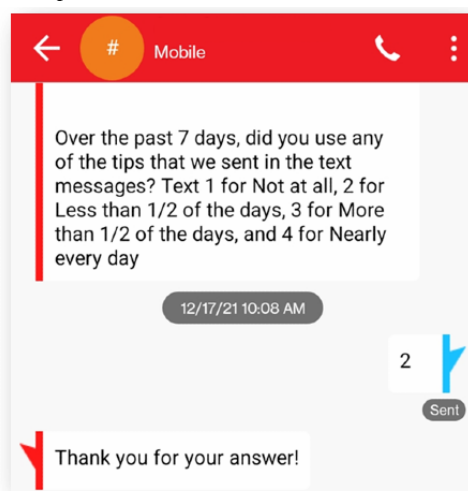 # Mobile
Over the past 7 days, did you use any
of the tips that we sent in the text
messages? Text 1 for Not at all, 2 for
Less than 1/2 of the days, 3 for More
than 1/2 of the days, and 4 for Nearly
every day
12/17/21 10:08 AM
2
Sent
Thank you for your answer!